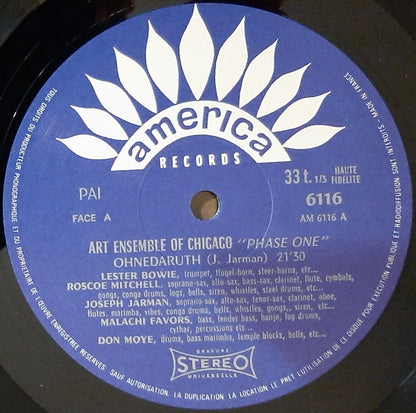 america
RECORDS
PAI
FACE A
33 t. 1/3 HAUTE FIDELITE
6116
AM 6116 A
ART ENSEMBLE OF CHICAGO "PHASE ONE"
OHNEDARUTH (J. Jarman) 21'30
LESTER BOWIE, trumpet, flugel-harn, steer-harns, etc...
ROSCOE MITCHELL, soprano-sax, alto-sax, bass-sax, clarinet, flute, cymbals,
gongs, conga drums, logs, bells, siren, whistles, steel drums, etc...
JOSEPH JARMAN, soprano-sax, alto-sax, tenor-sax, clarinet, oboe,
flutes, marimba, vibes, conga drums, bells, whistles, gongs,, siren, etc...
MALACHI FAVORS, bass, fender bass, banjo, log drums,
cythar, percussions etc...
DON MOYE, drums, bass marimba, temple blocks, bells, etc...
GRAVURE
STEREO
UNIVERSELLE
TOUS DROITS DU PRODUCTEUR PHONOGRAPHIQUE ET DU PROPRIETAIRE DE L'ŒUVRE ENREGISTREE RESERVES. SAUF AUTORISATION, LA DUPLICATION, LA LOCATION, LE PRET, L'UTILISATION DE CE DISQUE POUR EXECUTION PUBLIQUE ET RADIODIFFUSION SONT INTERDITS - MADE IN FRANCE